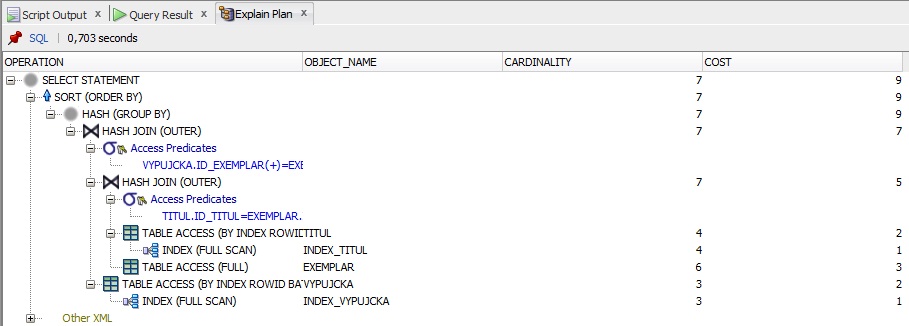 Script Output x Query Result x Explain Plan x
SQL | 0,703 seconds
OPERATION OBJECT_NAME CARDINALITY COST
SELECT STATEMENT 7 9
SORT (ORDER BY) 7 9
HASH (GROUP BY) 7 9
HASH JOIN (OUTER) 7 7
Access Predicates
VYPUJCKA.ID_EXEMPLAR(+)=EXE
HASH JOIN (OUTER) 7 5
Access Predicates
TITUL.ID_TITUL=EXEMPLAR.
TABLE ACCESS (BY INDEX ROWID TITUL 4 2
INDEX (FULL SCAN) INDEX_TITUL 4 1
TABLE ACCESS (FULL) EXEMPLAR 6 3
TABLE ACCESS (BY INDEX ROWID BA VYPUJCKA 3 2
INDEX (FULL SCAN) INDEX_VYPUJCKA 3 1
Other XML